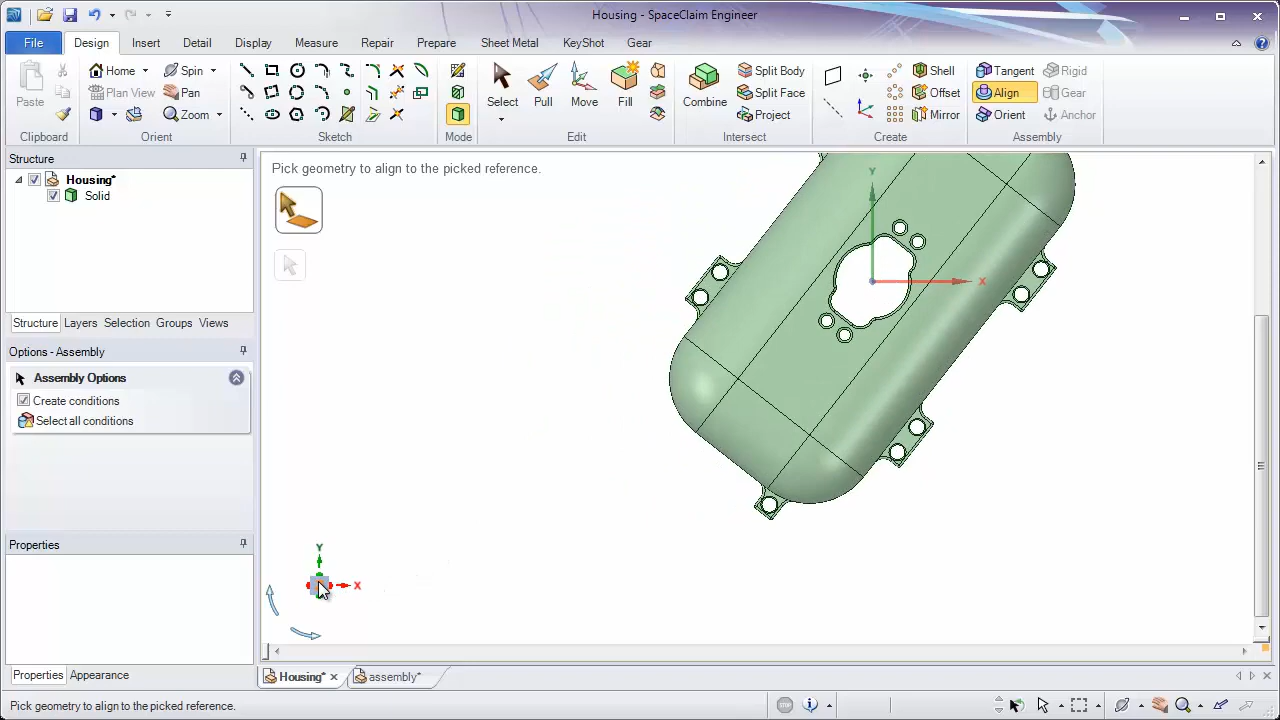 Housing - SpaceClaim Engineer
File Design Insert Detail Display Measure Repair Prepare Sheet Metal KeyShot Gear
Home Spin Split Body Shell Tangent Rigid
Paste Plan View Pan Select Pull Move Fill Combine Split Face Offset Align Gear
Zoom Project Mirror Orient Anchor
Clipboard Orient Sketch Mode Edit Intersect Create Assembly
Structure
Pick geometry to align to the picked reference.
Housing*
Solid
Structure Layers Selection Groups Views
Options - Assembly
Assembly Options
Create conditions
Select all conditions
Properties
Y
X
Y
X
Properties Appearance
Housing* assembly*
Pick geometry to align to the picked reference.